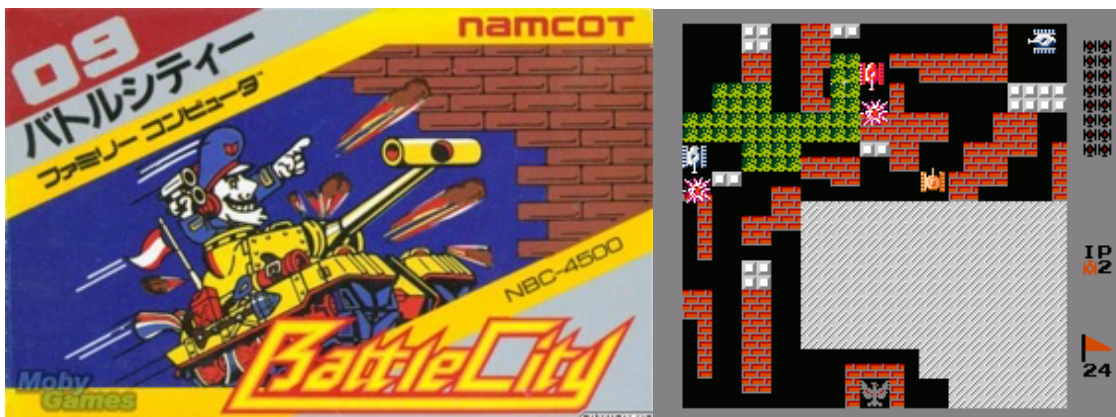 09
namcot
バトルシティー
ファミリー コンピュータ
NBC-4500
BattleCity
Moby
Games
IP
2
24